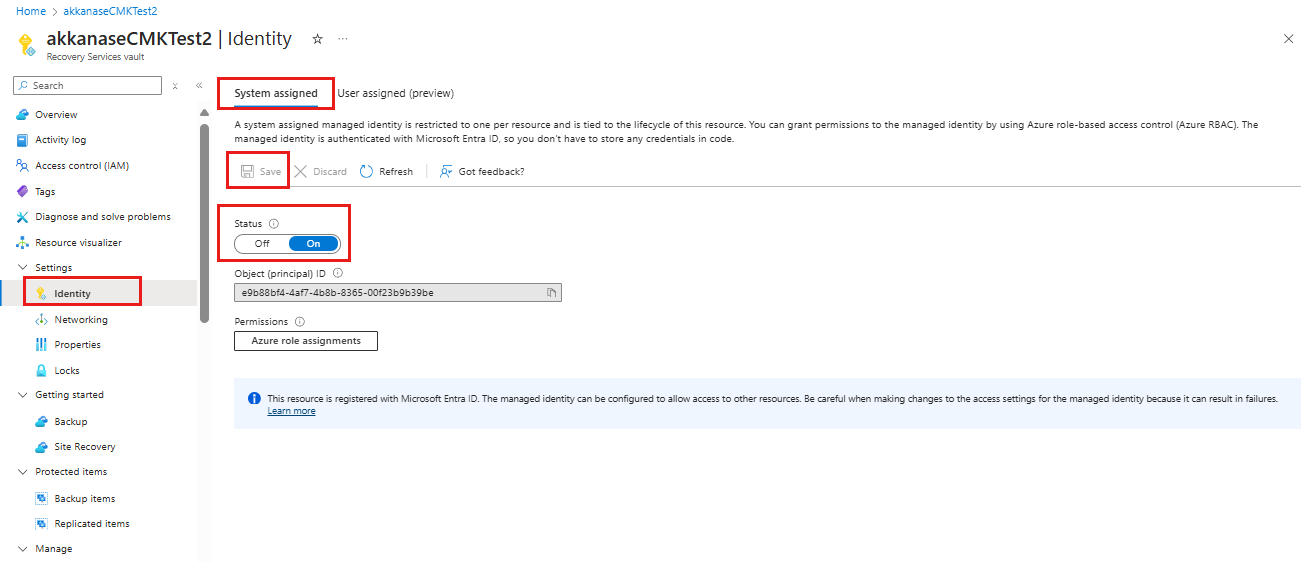 Home > akkanaseCMKTest2
akkanaseCMKTest2 | Identity
Recovery Services vault
Search
Overview
Activity log
Access control (IAM)
Tags
Diagnose and solve problems
Resource visualizer
Settings
Identity
Networking
Properties
Locks
Getting started
Backup
Site Recovery
Protected items
Backup items
Replicated items
Manage
System assigned User assigned (preview)
A system assigned managed identity is restricted to one per resource and is tied to the lifecycle of this resource. You can grant permissions to the managed identity by using Azure role-based access control (Azure RBAC). The
managed identity is authenticated with Microsoft Entra ID, so you don't have to store any credentials in code.
Save Discard Refresh Got feedback?
Status
Off On
Object (principal) ID
e9b88bf4-4af7-4b8b-8365-00f23b9b39be
Permissions
Azure role assignments
This resource is registered with Microsoft Entra ID. The managed identity can be configured to allow access to other resources. Be careful when making changes to the access settings for the managed identity because it can result in failures.
Learn more